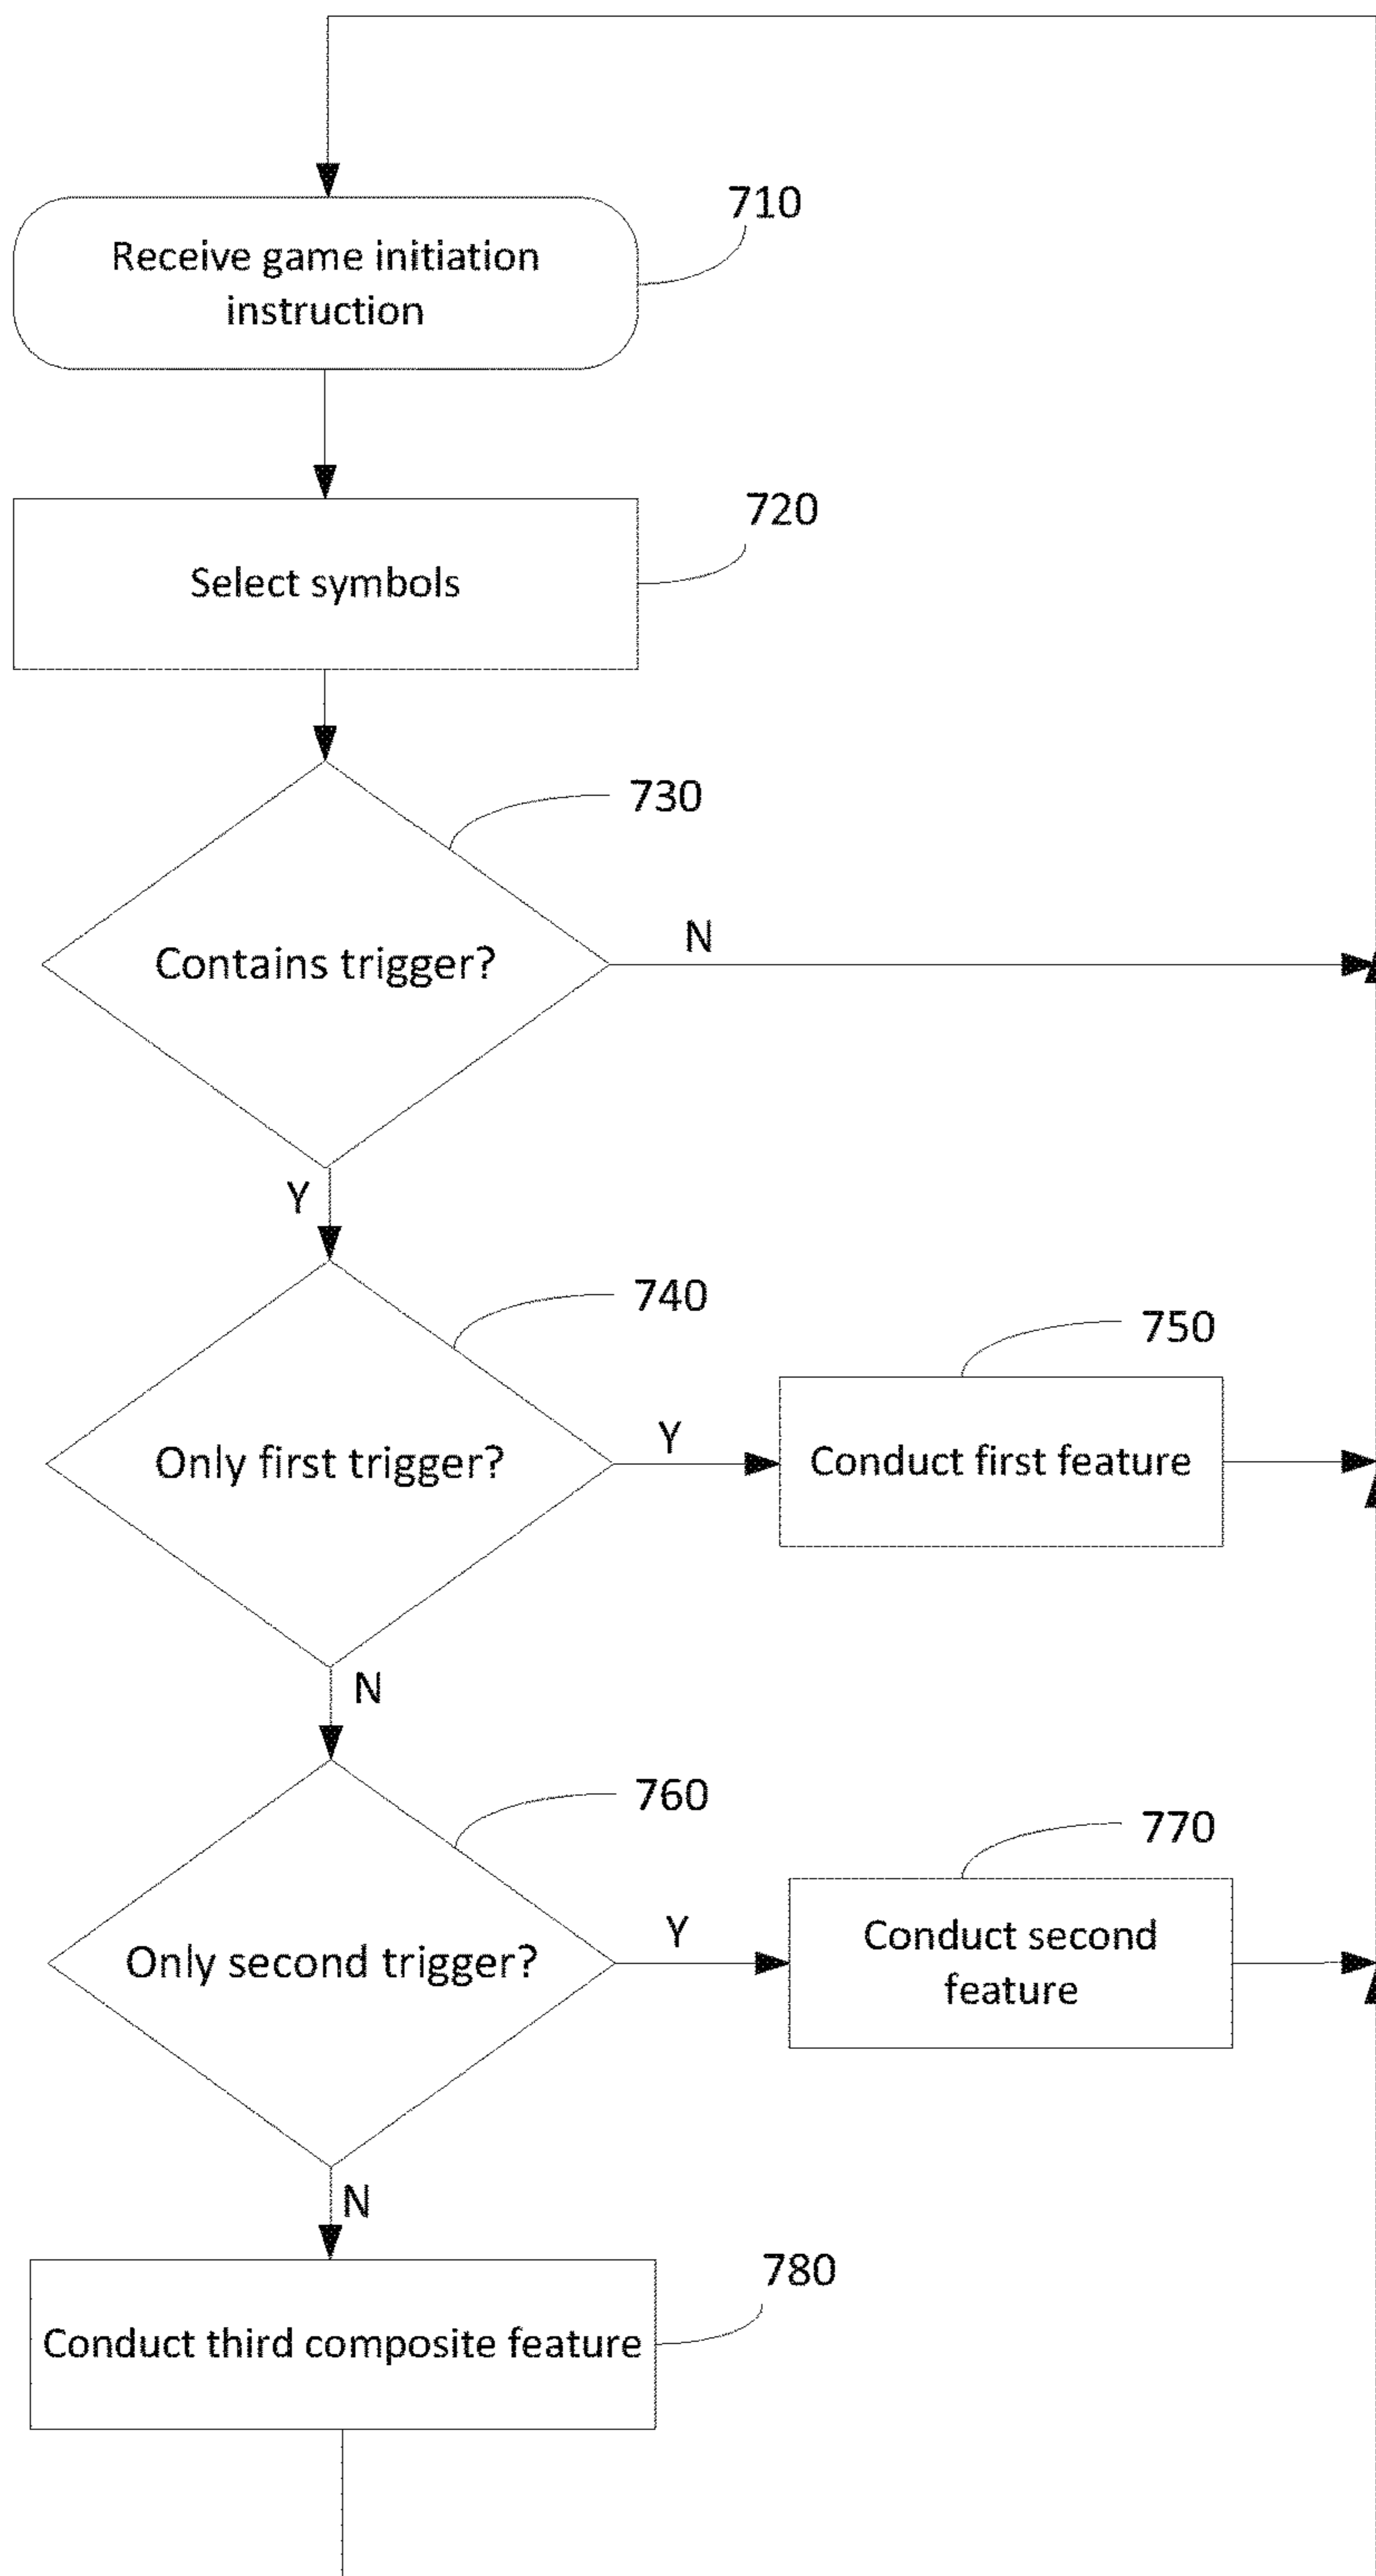 710
Receive game initiation
instruction
720
Select symbols
730
Contains trigger?
N
Y
740
750
Only first trigger?
Y
Conduct first feature
N
760
770
Only second trigger?
Y
Conduct second
feature
N
780
Conduct third composite feature